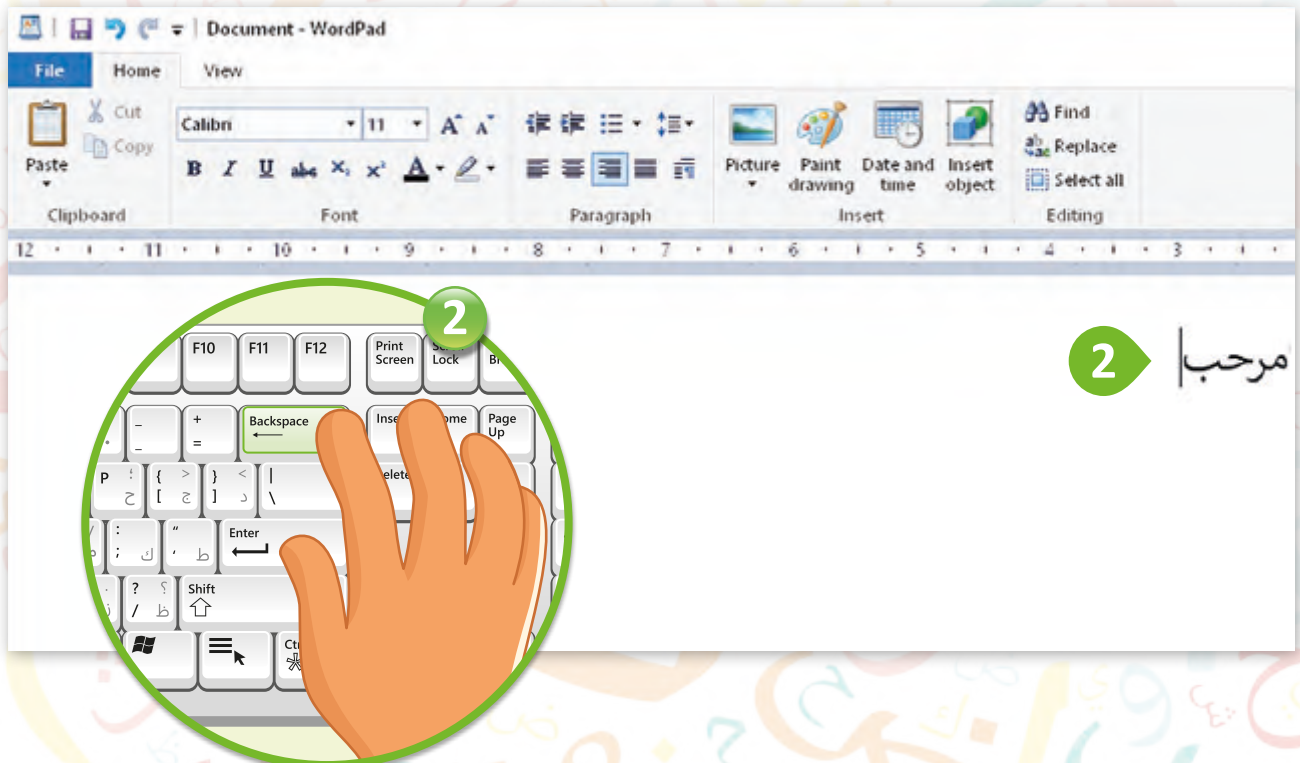 Document - WordPad
File Home View
Cut
Calibri 11
Find
Copy
Replace
Paste
Picture Paint drawing Date and time Insert object
Select all
Clipboard Font Paragraph Insert Editing
12 11 10 9 8 7 6 5 4 3
2
2
مرحب
F10 F11 F12 Print Screen Lock
Backspace
Page Up
P ح { [ < > ج } ] د | \
Enter
: ; ك " ' ط
? / ؟ ظ Shift